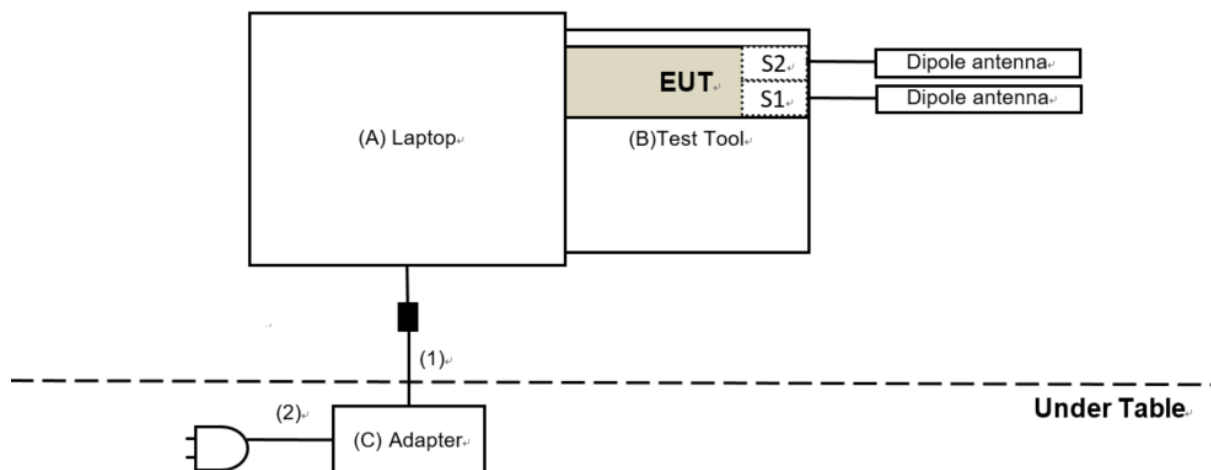 S2
Dipole antenna
EUT
S1
Dipole antenna
(A) Laptop
(B)Test Tool
(1)
Under Table
(2)
(C) Adapter